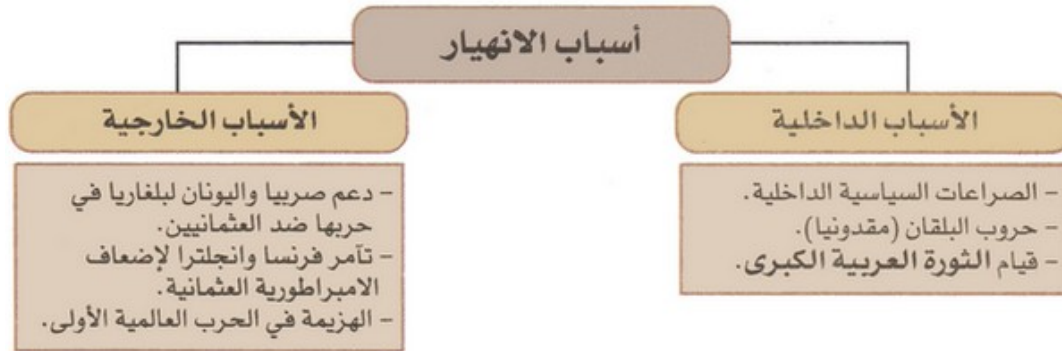 أسباب الانهيار
الأسباب الداخلية
– الصراعات السياسية الداخلية.
– حروب البلقان (مقدونيا).
– قيام الثورة العربية الكبرى.
الأسباب الخارجية
– دعم صربيا واليونان لبلغاريا في
حربها ضد العثمانيين.
– تآمر فرنسا وانجلترا لإضعاف
الامبراطورية العثمانية.
– الهزيمة في الحرب العالمية الأولى.